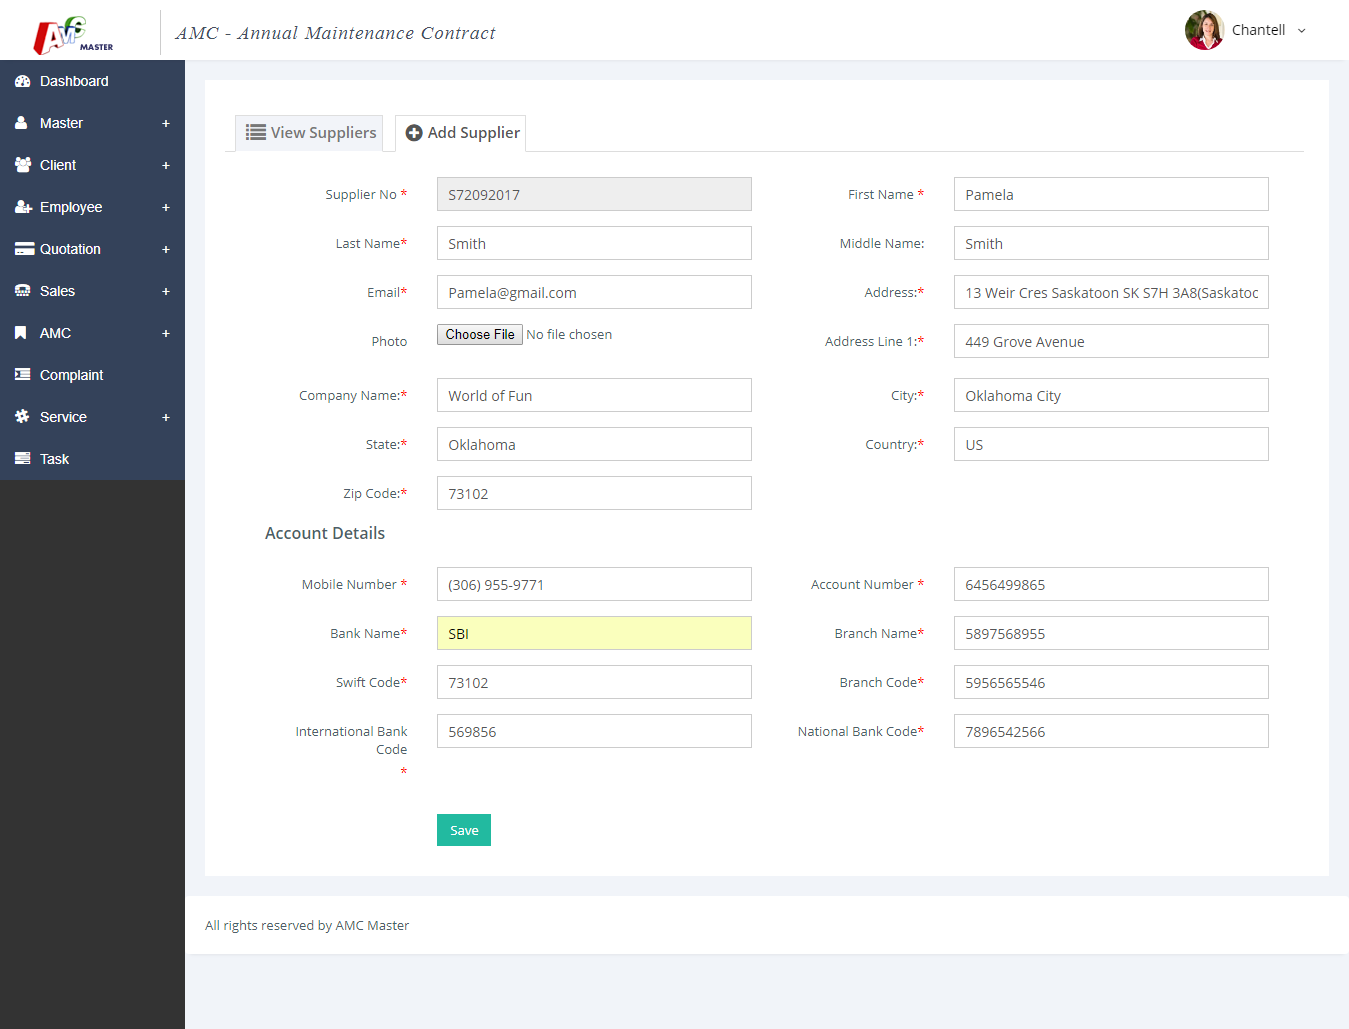 AMC MASTER
AMC - Annual Maintenance Contract
Chantell
Dashboard
Master +
Client +
Employee +
Quotation +
Sales +
AMC +
Complaint
Service +
Task
View Suppliers
Add Supplier
Supplier No * S72092017
First Name * Pamela
Last Name* Smith
Middle Name: Smith
Email* Pamela@gmail.com
Address:* 13 Weir Cres Saskatoon SK S7H 3A8(Saskatoc
Photo Choose File No file chosen
Address Line 1:* 449 Grove Avenue
Company Name:* World of Fun
City:* Oklahoma City
State:* Oklahoma
Country:* US
Zip Code:* 73102
Account Details
Mobile Number * (306) 955-9771
Account Number * 6456499865
Bank Name* SBI
Branch Name* 5897568955
Swift Code* 73102
Branch Code* 5956565546
International Bank
Code
*
569856
National Bank Code* 7896542566
Save
All rights reserved by AMC Master